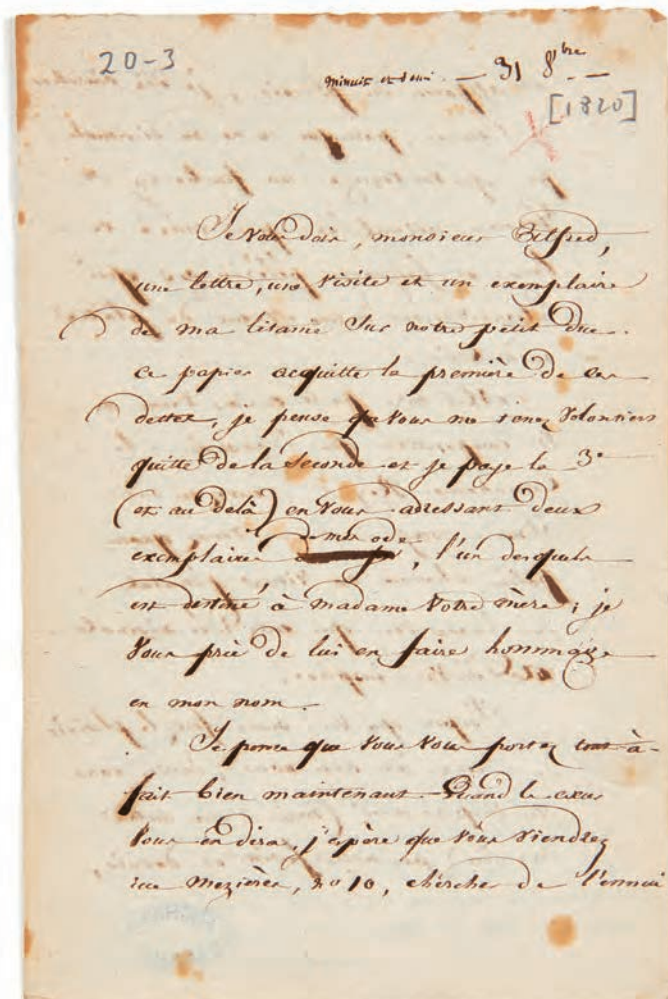 20-3
minuit et demi. — 31 8bre —
[1820]
Je vous dois, monsieur Alfred,
une lettre, une visite et un exemplaire
de ma litanie sur notre petit duc.
ce papier acquitte la première de ces
dettes, je pense que vous me tenez volontiers
quitte de la seconde et je paye la 3e
(et au delà) en vous adressant deux
exemplaires de mes odes, l'un desquels
est destiné à madame votre mère; je
vous prie de lui en faire hommage
en mon nom.
Je pense que vous vous portez tout-à-
fait bien maintenant. Quand le cœur
vous en dira, j'espère que vous viendrez
rue Mezières, no 10, chercher de l'ennui